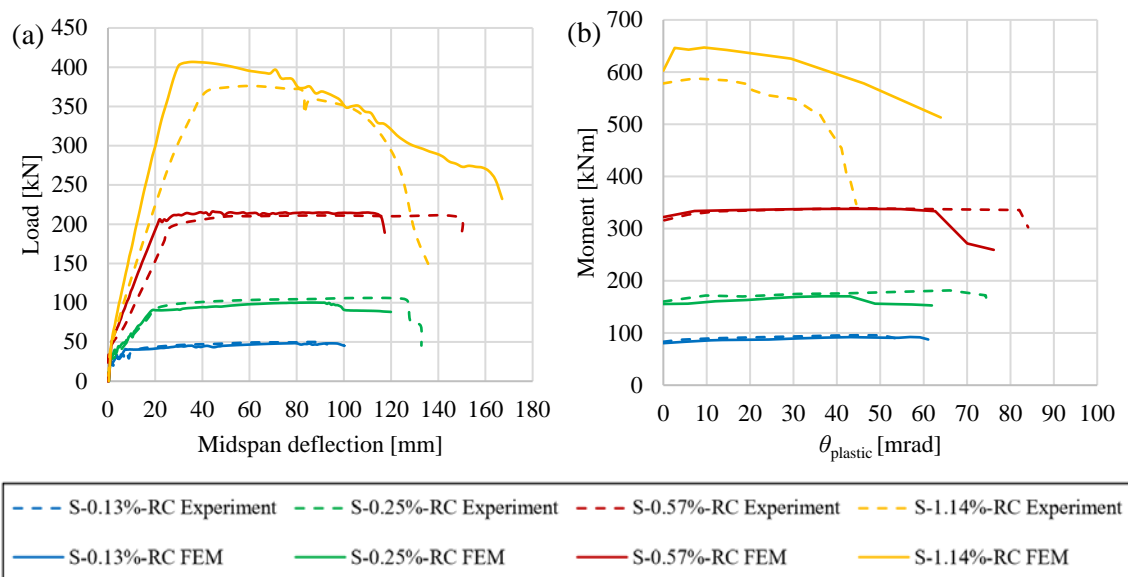 (a)
Load [kN]
450
400
350
300
250
200
150
100
50
0
0 20 40 60 80 100 120 140 160 180
Midspan deflection [mm]
(b)
Moment [kNm]
700
600
500
400
300
200
100
0
0 10 20 30 40 50 60 70 80 90 100
θplastic [mrad]
S-0.13%-RC Experiment S-0.25%-RC Experiment S-0.57%-RC Experiment S-1.14%-RC Experiment
S-0.13%-RC FEM S-0.25%-RC FEM S-0.57%-RC FEM S-1.14%-RC FEM